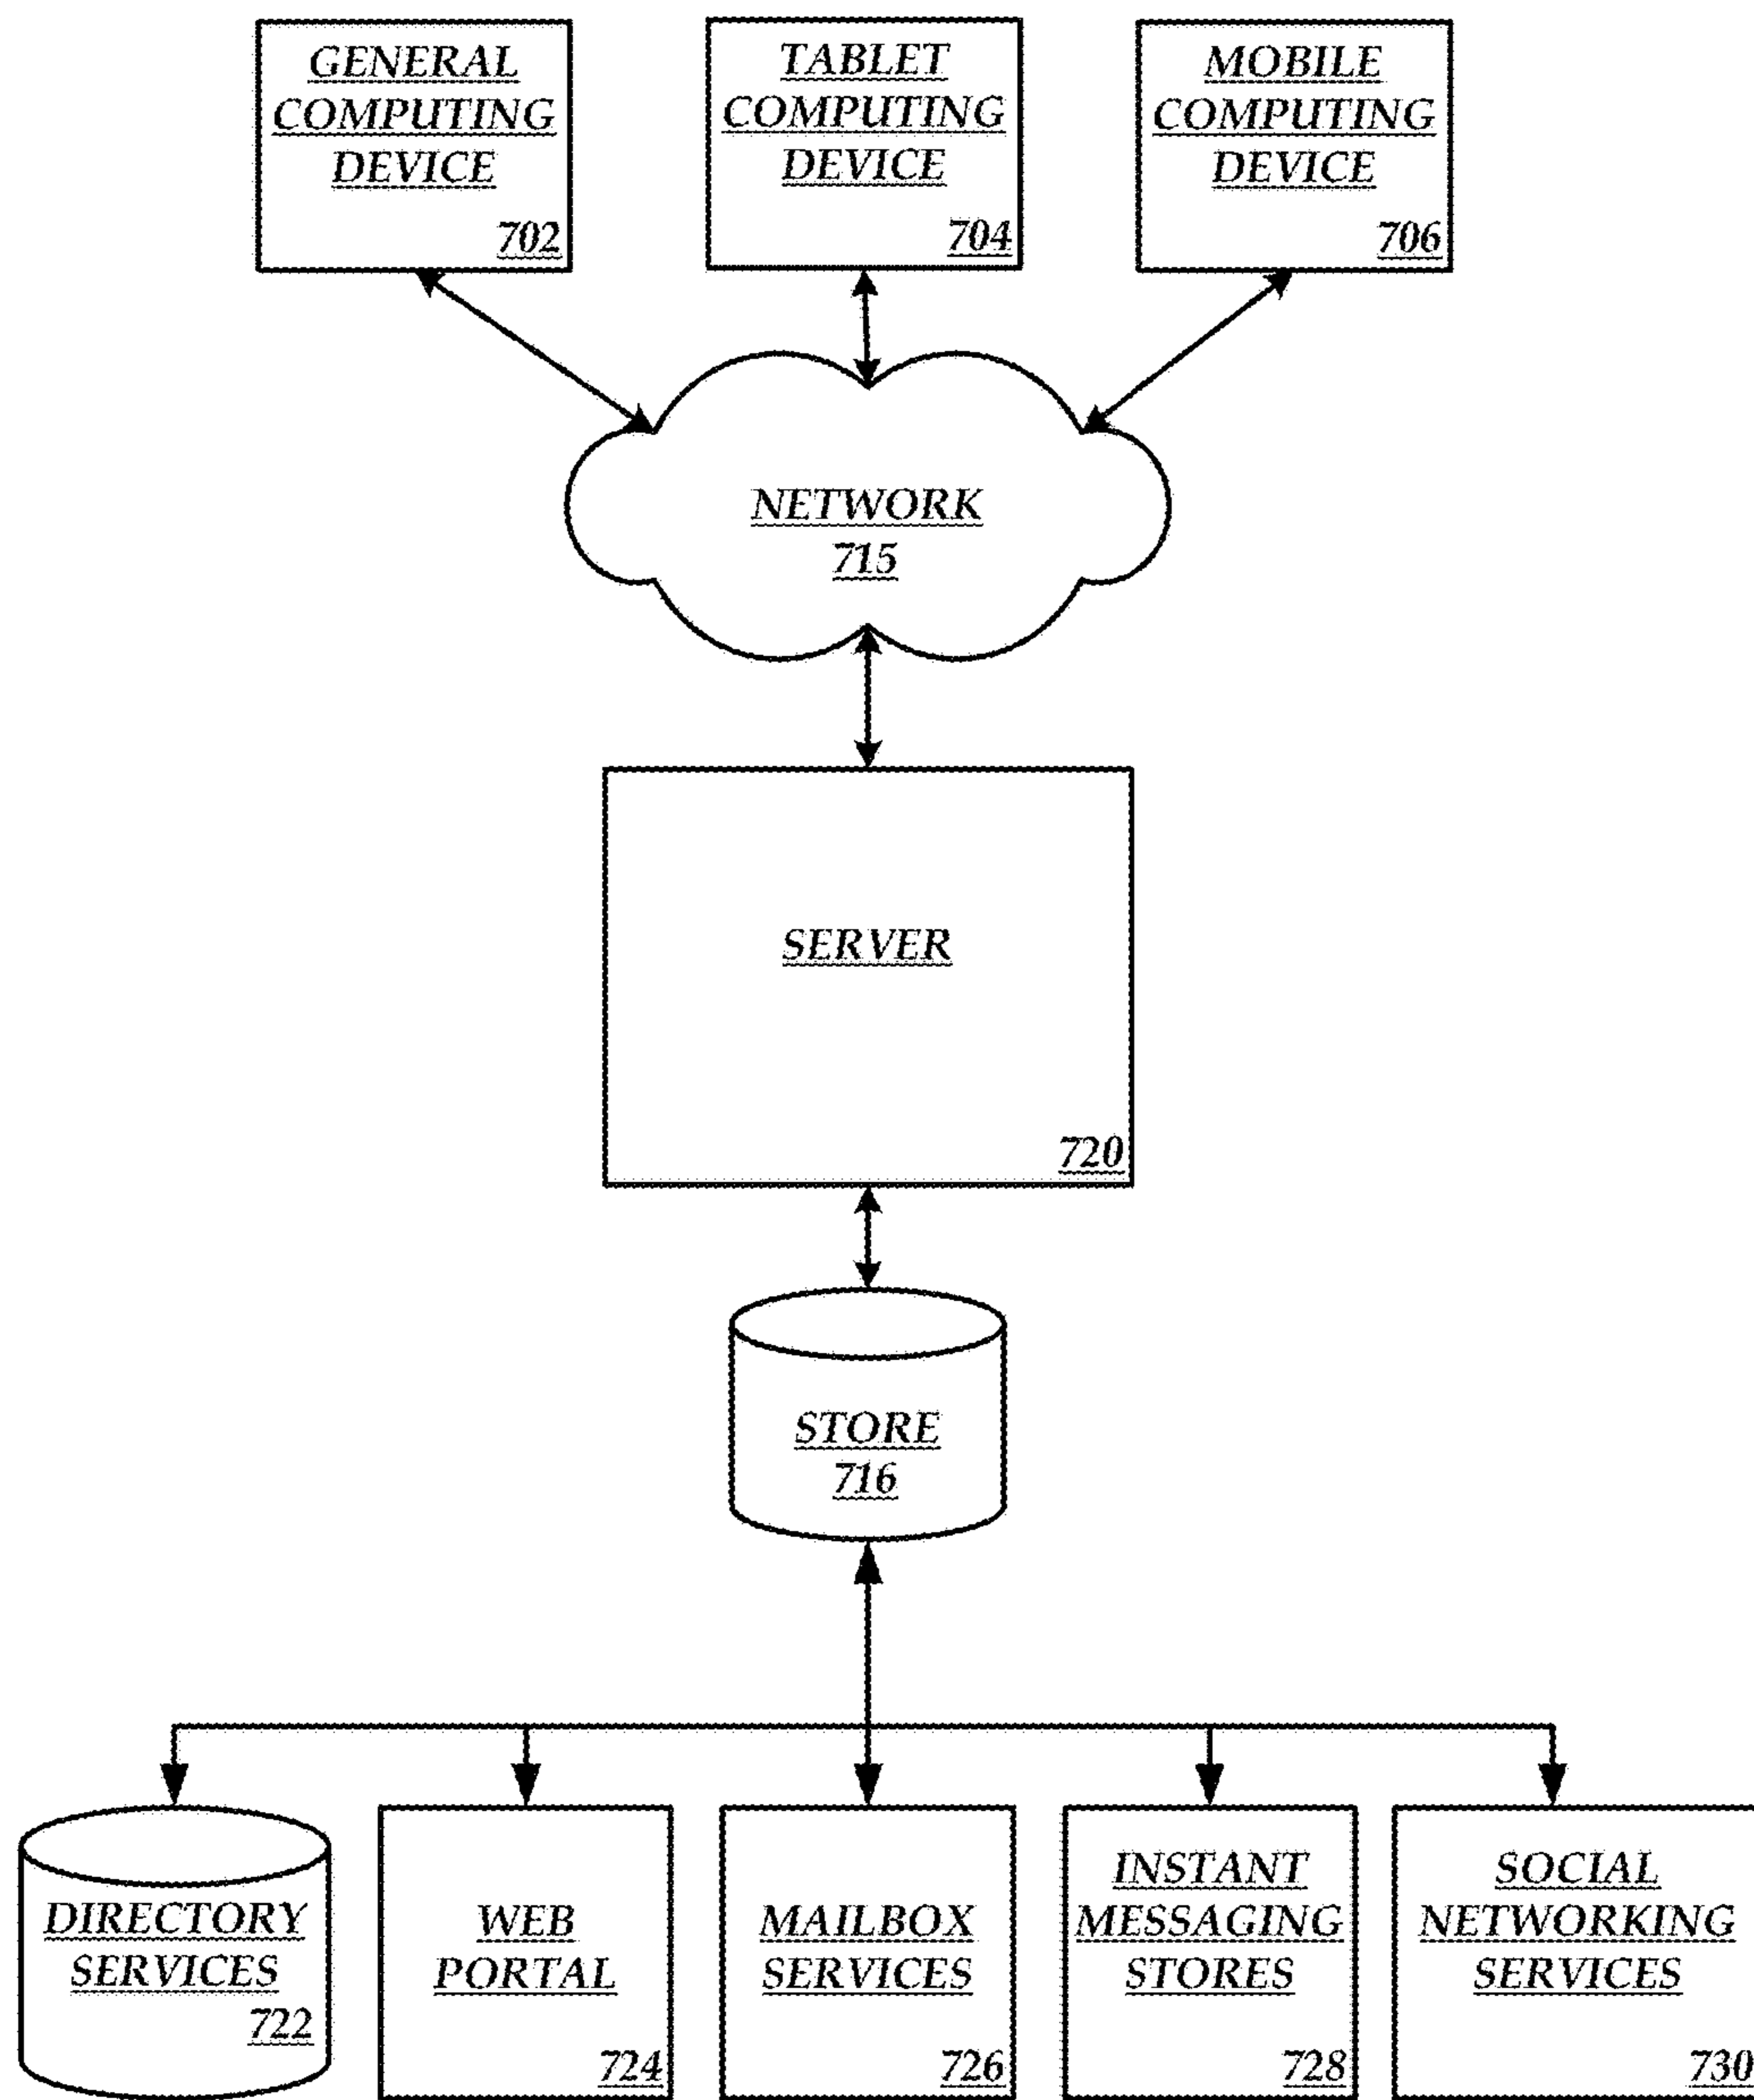 GENERAL
COMPUTING
DEVICE
702
TABLET
COMPUTING
DEVICE
704
MOBILE
COMPUTING
DEVICE
706
NETWORK
715
SERVER
720
STORE
716
DIRECTORY
SERVICES
722
WEB
PORTAL
724
MAILBOX
SERVICES
726
INSTANT
MESSAGING
STORES
728
SOCIAL
NETWORKING
SERVICES
730